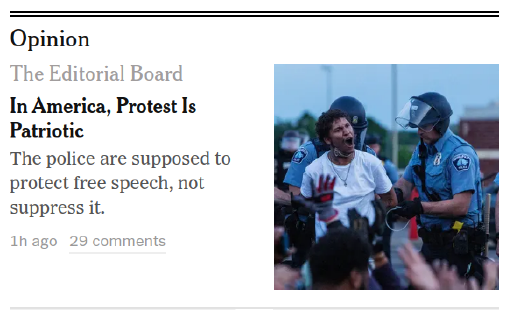 Opinion
The Editorial Board
In America, Protest Is
Patriotic
The police are supposed to
protect free speech, not
suppress it.
1h ago 29 comments